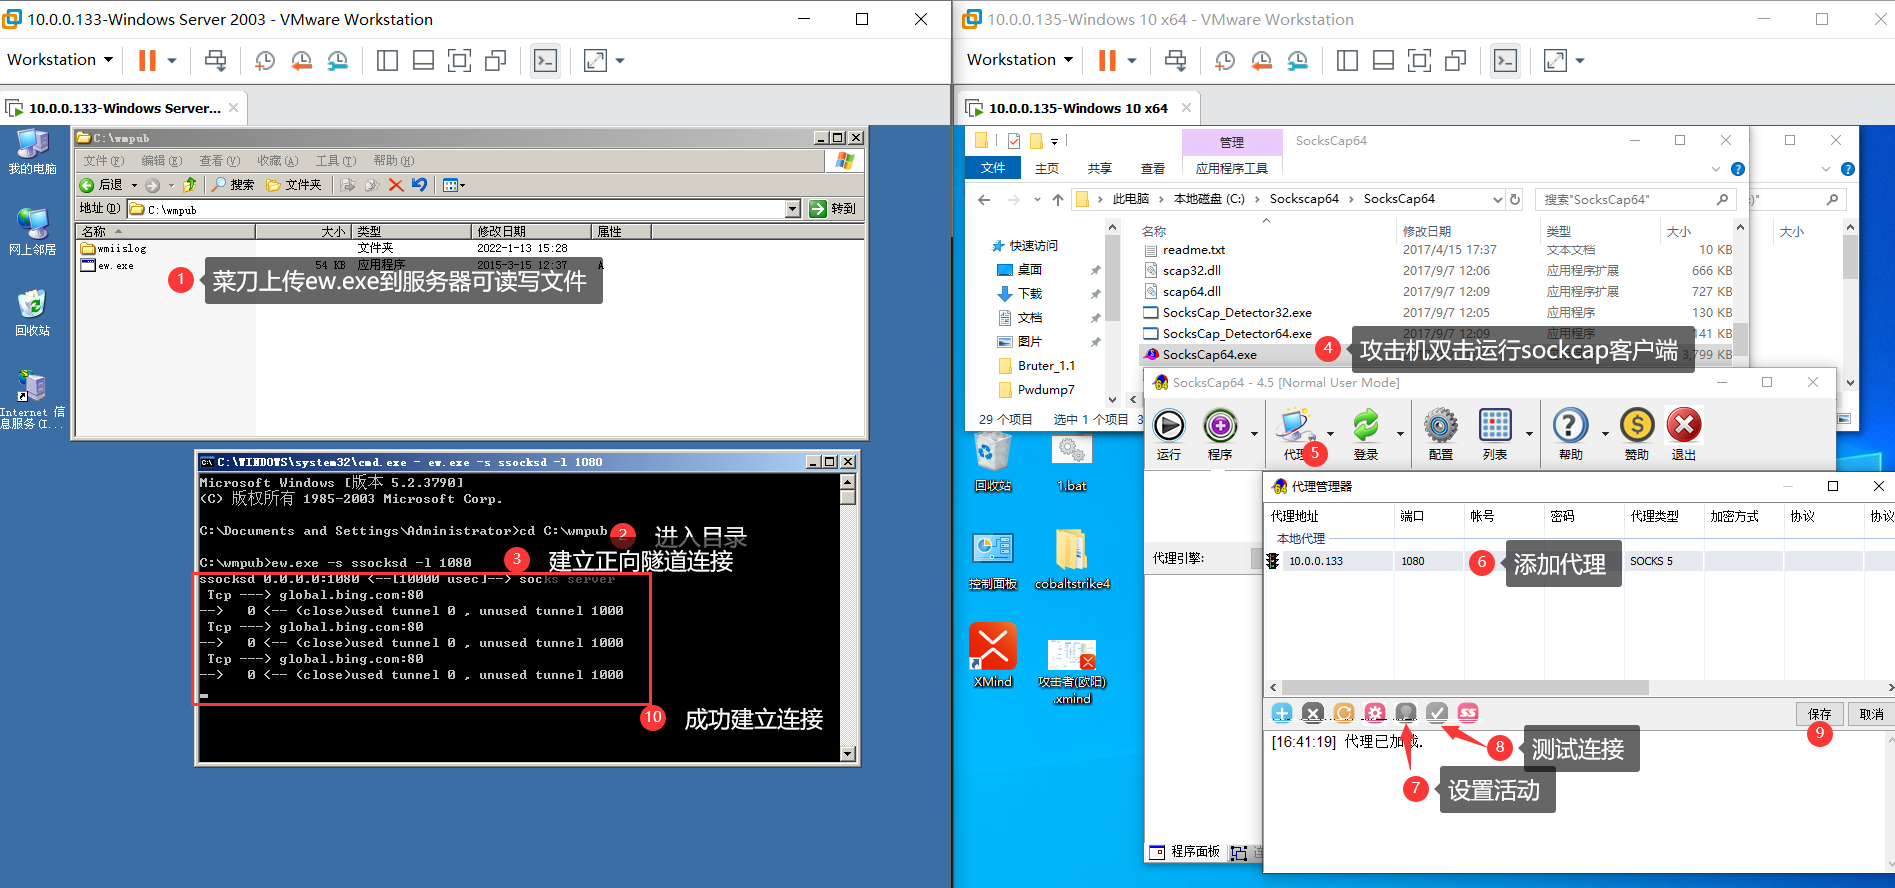 10.0.0.133-Windows Server 2003 - VMware Workstation
Workstation
10.0.0.133-Windows Server...
我的电脑
网上邻居
回收站
Internet 信
息服务(I...
C:\wmpub
文件(F) 编辑(E) 查看(V) 收藏(A) 工具(T) 帮助(H)
后退 搜索 文件夹
地址(D) C:\wmpub 转到
名称 大小 类型 修改日期 属性
wmiislog 文件夹 2022-1-13 15:28
ew.exe 54 KB 应用程序 2015-3-15 12:37 A
1 菜刀上传ew.exe到服务器可读写文件
C:\WINDOWS\system32\cmd.exe - ew.exe -s ssocksd -l 1080
Microsoft Windows [版本 5.2.3790]
(C) 版权所有 1985-2003 Microsoft Corp.
C:\Documents and Settings\Administrator>cd C:\wmpub
2 进入目录
3 建立正向隧道连接
C:\wmpub>ew.exe -s ssocksd -l 1080
ssocksd 0.0.0.0:1080 <--[10000 usec]--> socks server
Tcp ---> global.bing.com:80
--> 0 <-- (close)used tunnel 0 , unused tunnel 1000
Tcp ---> global.bing.com:80
--> 0 <-- (close)used tunnel 0 , unused tunnel 1000
Tcp ---> global.bing.com:80
--> 0 <-- (close)used tunnel 0 , unused tunnel 1000
10 成功建立连接
10.0.0.135-Windows 10 x64 - VMware Workstation
Workstation
10.0.0.135-Windows 10 x64
管理 SocksCap64
文件 主页 共享 查看 应用程序工具
此电脑 本地磁盘 (C:) Sockscap64 SocksCap64 搜索"SocksCap64"
快速访问
桌面
下载
文档
图片
Bruter_1.1
Pwdump7
名称 修改日期 类型 大小 大小
readme.txt 2017/4/15 17:37 文本文档 10 KB
scap32.dll 2017/9/7 12:06 应用程序扩展 666 KB
scap64.dll 2017/9/7 12:09 应用程序扩展 727 KB
SocksCap_Detector32.exe 2017/9/7 12:05 应用程序 130 KB
SocksCap_Detector64.exe 2017/9/7 12:09 应用程序 141 KB
SocksCap64.exe 3,799 KB
4 攻击机双击运行sockcap客户端
29 个项目 选中 1 个项目 3
SocksCap64 - 4.5 [Normal User Mode]
运行 程序 代理 登录 配置 列表 帮助 赞助 退出
5
回收站
1.bat
控制面板
cobaltstrike4
XMind
攻击者(欧阳)
.xmind
代理引擎:
程序面板
代理管理器
代理地址 端口 帐号 密码 代理类型 加密方式 协议 协议
本地代理
10.0.0.133 1080 SOCKS 5
6 添加代理
保存 取消
9
[16:41:19] 代理已加载.
8 测试连接
7 设置活动